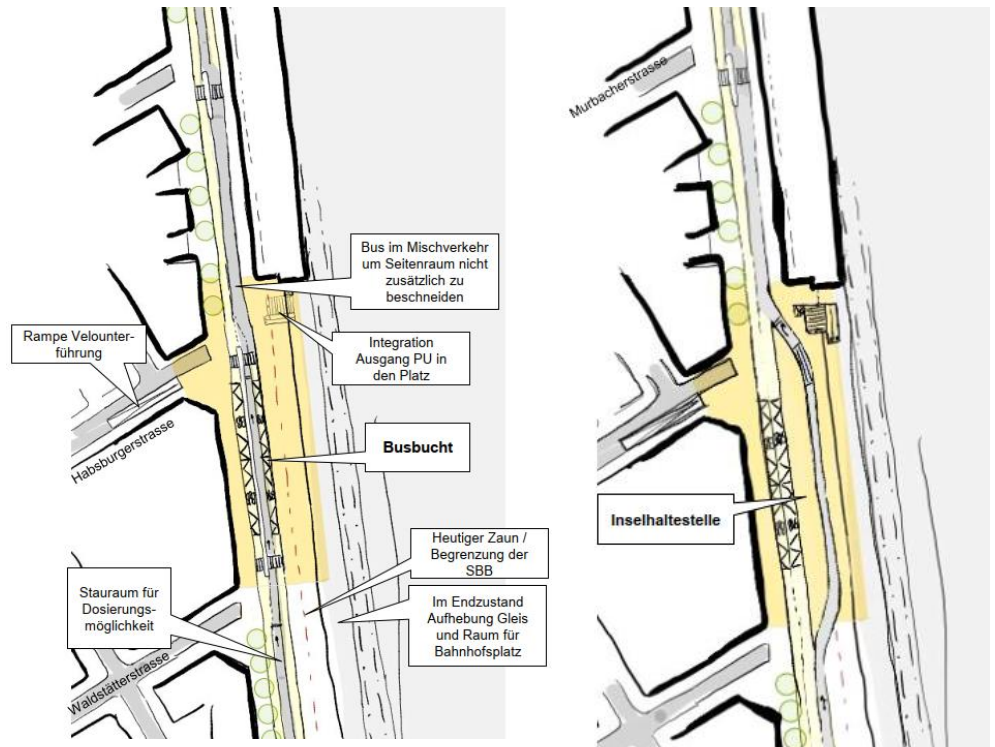 Bus im Mischverkehr
um Seitenraum nicht
zusätzlich zu
beschneiden
Rampe Velounter-
führung
Integration
Ausgang PU in
den Platz
Habsburgerstrasse
Busbucht
Heutiger Zaun /
Begrenzung der
SBB
Stauraum für
Dosierungs-
möglichkeit
Im Endzustand
Aufhebung Gleis
und Raum für
Bahnhofsplatz
Waldstätterstrasse
Murbacherstrasse
Inselhaltestelle